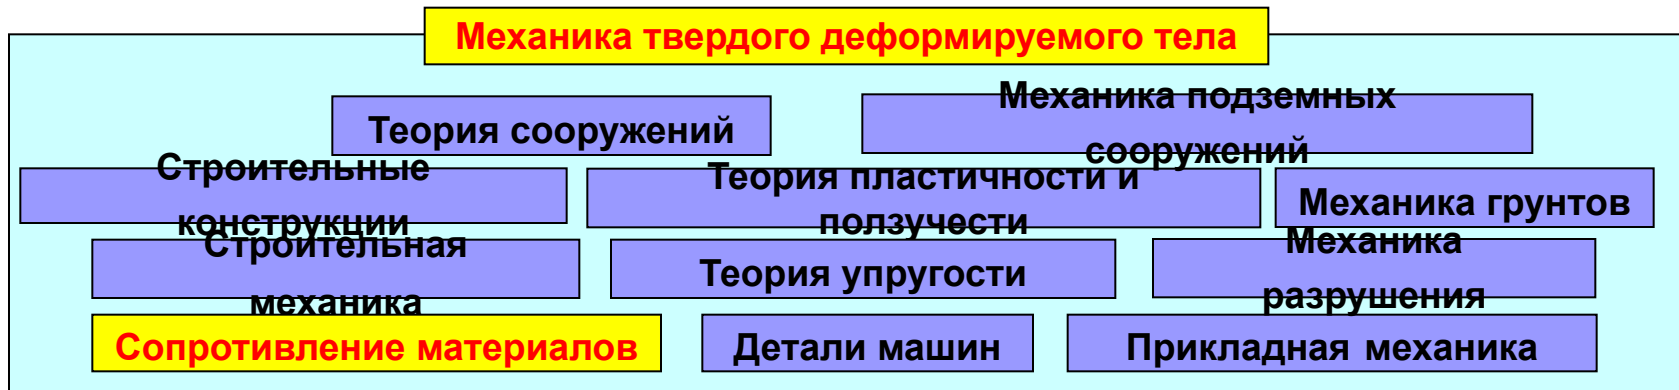 Механика твердого деформируемого тела
Теория сооружений
Механика подземных
сооружений
Строительные
конструкции
Теория пластичности и
ползучести
Механика грунтов
Строительная
механика
Теория упругости
Механика
разрушения
Сопротивление материалов
Детали машин
Прикладная механика